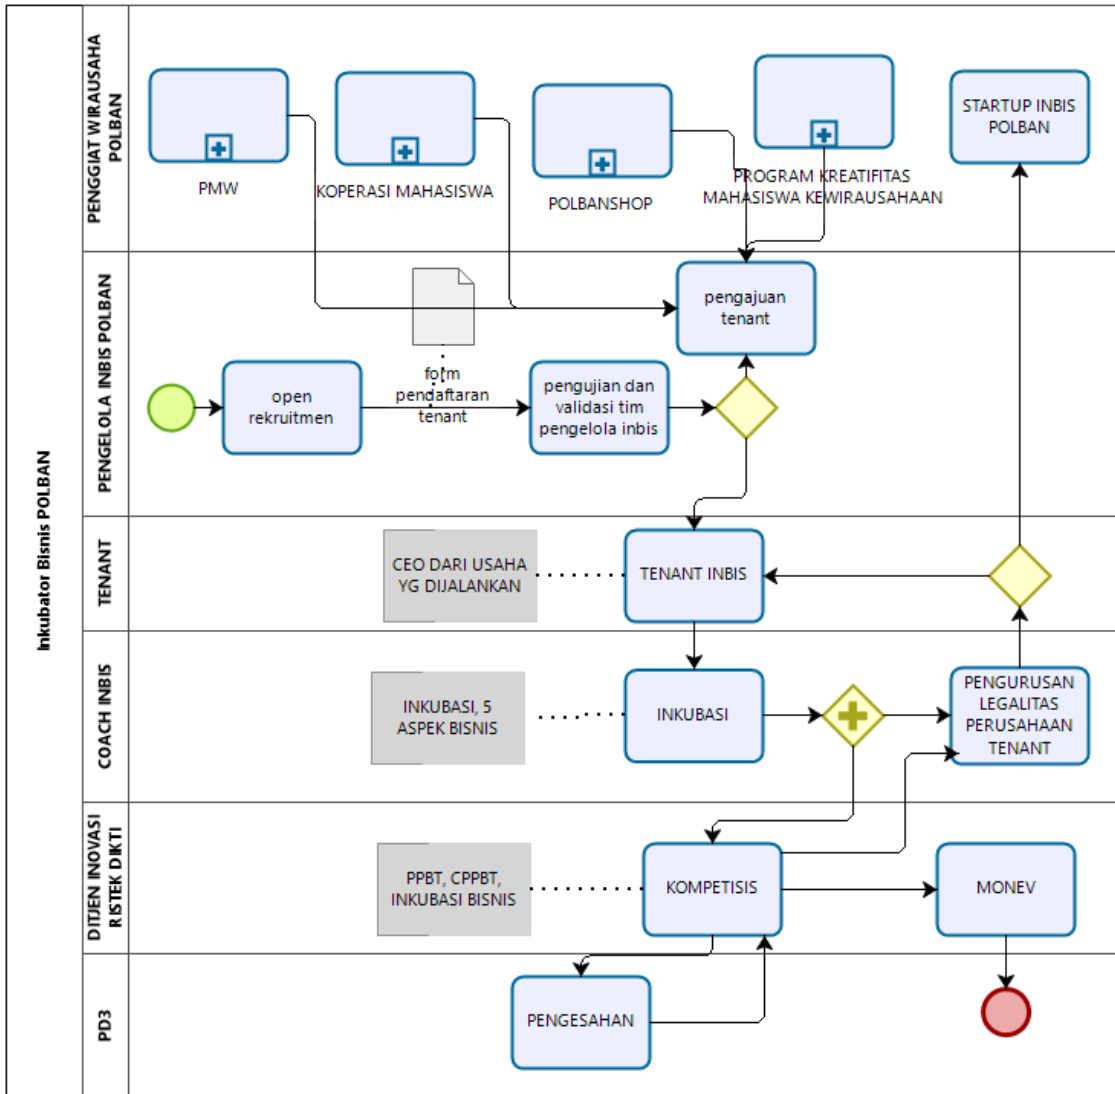 Inkubator Bisnis POLBAN
PENGGIAT WIRAUSAHA
POLBAN
PMW
KOPERASI MAHASISWA
POLBANSHOP
PROGRAM KREATIFITAS
MAHASISWA KEWIRAUSAHAAN
STARTUP INBIS
POLBAN
PENGELOLA INBIS POLBAN
pengajuan
tenant
open
rekruitmen
form
pendaftaran
tenant
pengujian dan
validasi tim
pengelola inbis
TENANT
CEO DARI USAHA
YG DIJALANKAN
TENANT INBIS
COACH INBIS
INKUBASI, 5
ASPEK BISNIS
INKUBASI
PENGURUSAN
LEGALITAS
PERUSAHAAN
TENANT
DITJEN INOVASI
RISTEK DIKTI
PPBT, CPPBT,
INKUBASI BISNIS
KOMPETISIS
MONEV
PD3
PENGESAHAN